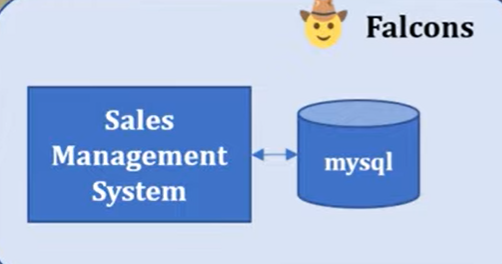 Falcons
Sales
Management
System
mysql